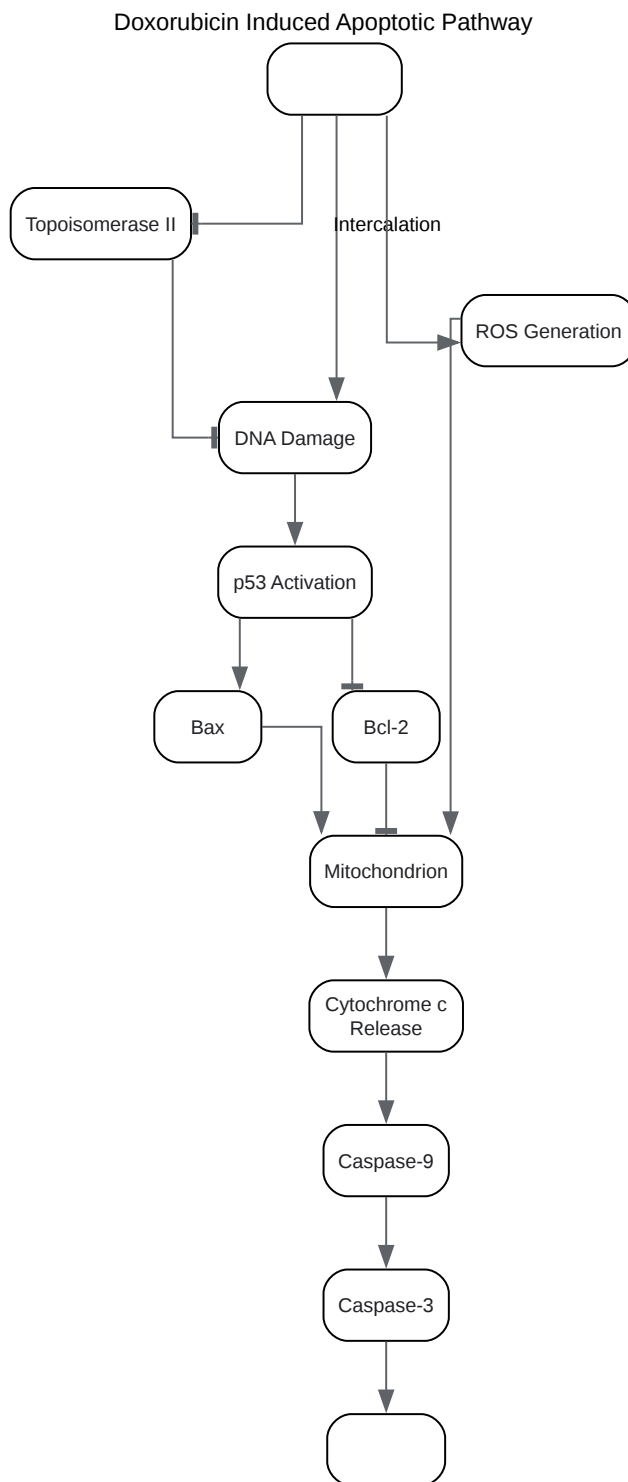 Doxorubicin Induced Apoptotic Pathway
Topoisomerase II
Intercalation
ROS Generation
DNA Damage
p53 Activation
Bax
Bcl-2
Mitochondrion
Cytochrome c
Release
Caspase-9
Caspase-3